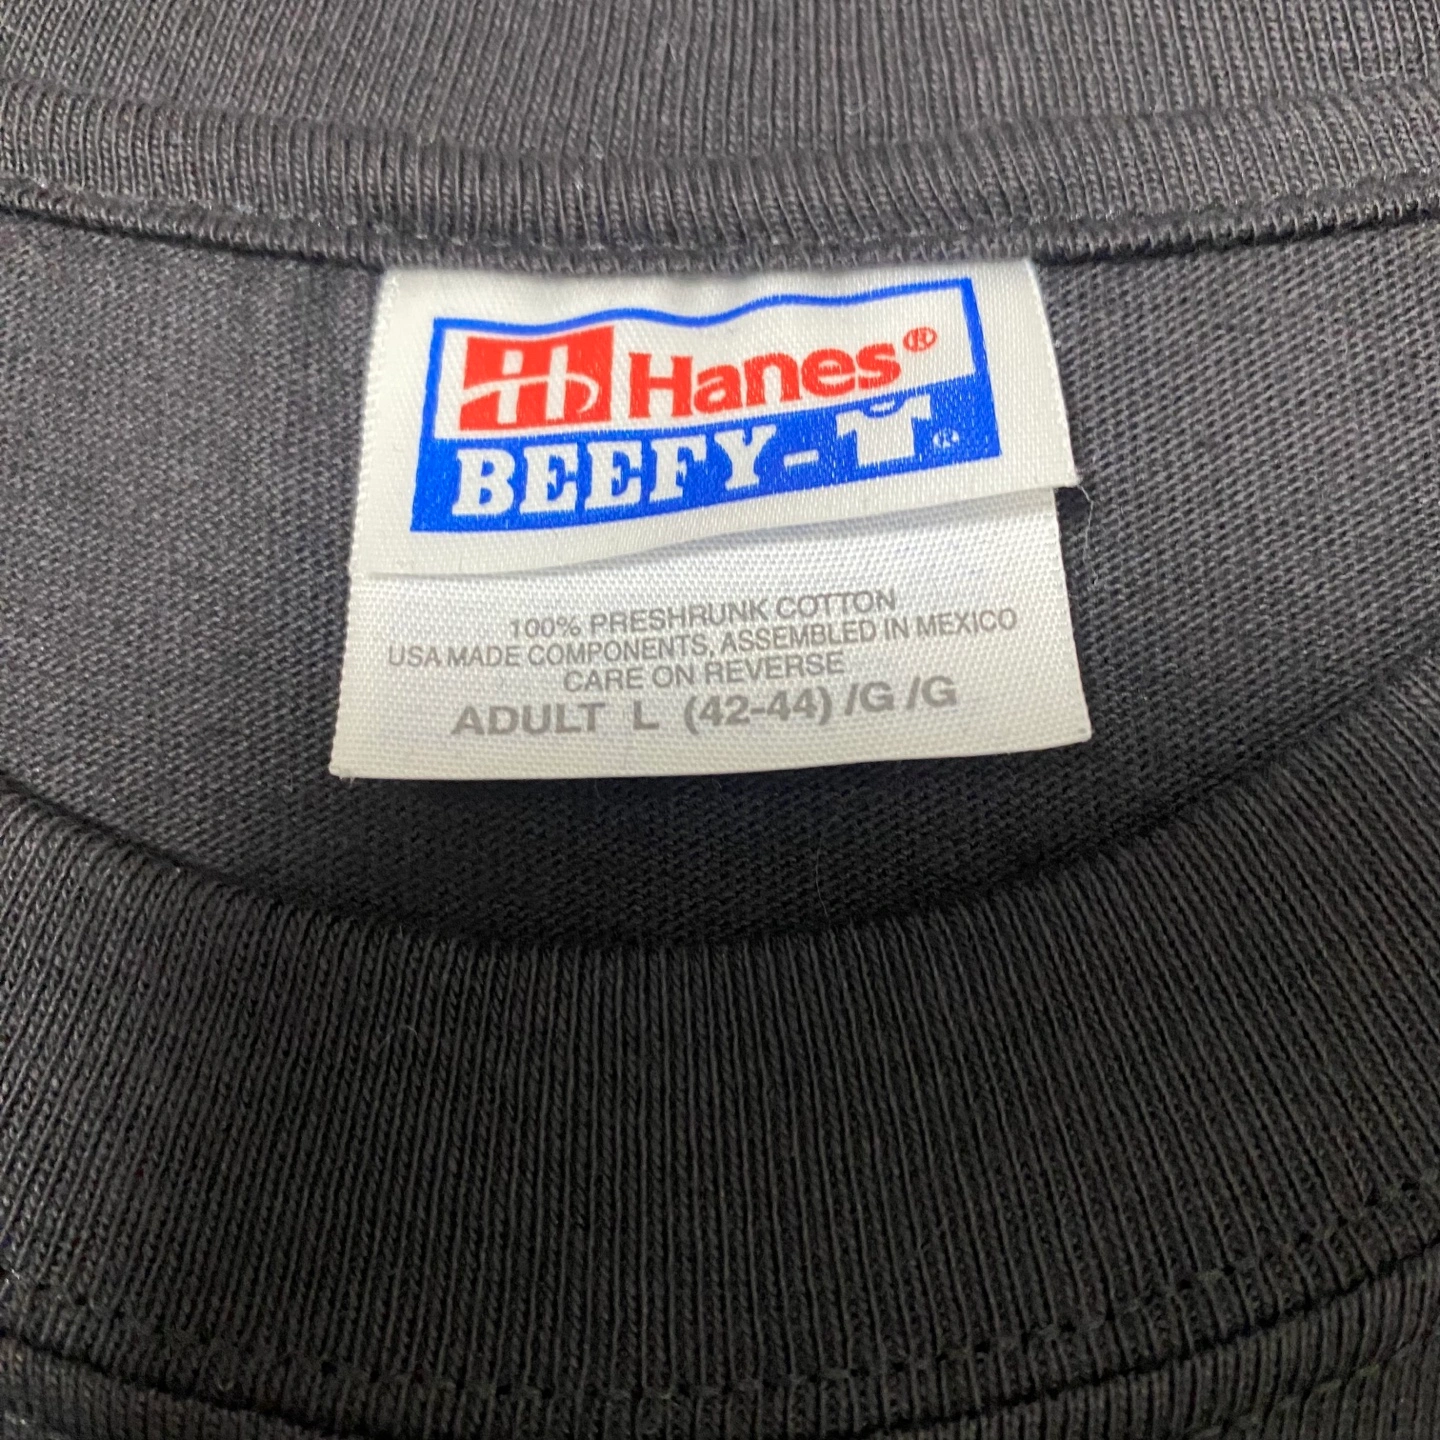 Hanes®
BEEFY-T®
100% PRESHRUNK COTTON
USA MADE COMPONENTS, ASSEMBLED IN MEXICO
CARE ON REVERSE
ADULT L (42-44) /G /G